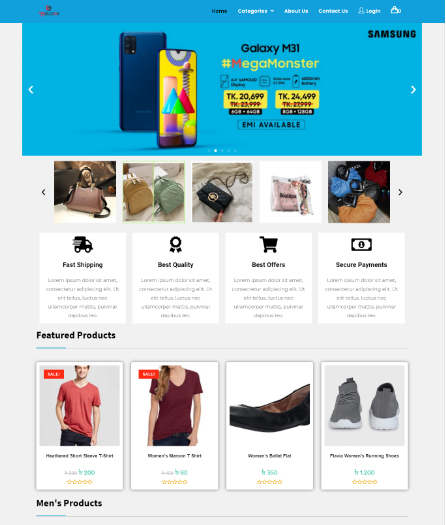 Home Categories About Us Contact Us Login 0
SAMSUNG
Galaxy M31
#MegaMonster
TK. 20,699 TK. 24,499
TK. 23,999 TK. 27,999
6GB + 64GB 8GB + 128GB
EMI AVAILABLE
Fast Shipping
Lorem ipsum dolor sit amet,
consectetur adipiscing elit. Ut
elit tellus, luctus nec
ullamcorper mattis, pulvinar
dapibus leo.
Best Quality
Lorem ipsum dolor sit amet,
consectetur adipiscing elit. Ut
elit tellus, luctus nec
ullamcorper mattis, pulvinar
dapibus leo.
Best Offers
Lorem ipsum dolor sit amet,
consectetur adipiscing elit. Ut
elit tellus, luctus nec
ullamcorper mattis, pulvinar
dapibus leo.
Secure Payments
Lorem ipsum dolor sit amet,
consectetur adipiscing elit. Ut
elit tellus, luctus nec
ullamcorper mattis, pulvinar
dapibus leo.
Featured Products
SALE!
Heathered Short Sleeve T-Shirt
৳ 200
SALE!
Women's Maroon T Shirt
৳ 60
Women's Ballet Flat
৳ 350
Flavia Women's Running Shoes
৳ 1,200
Men's Products